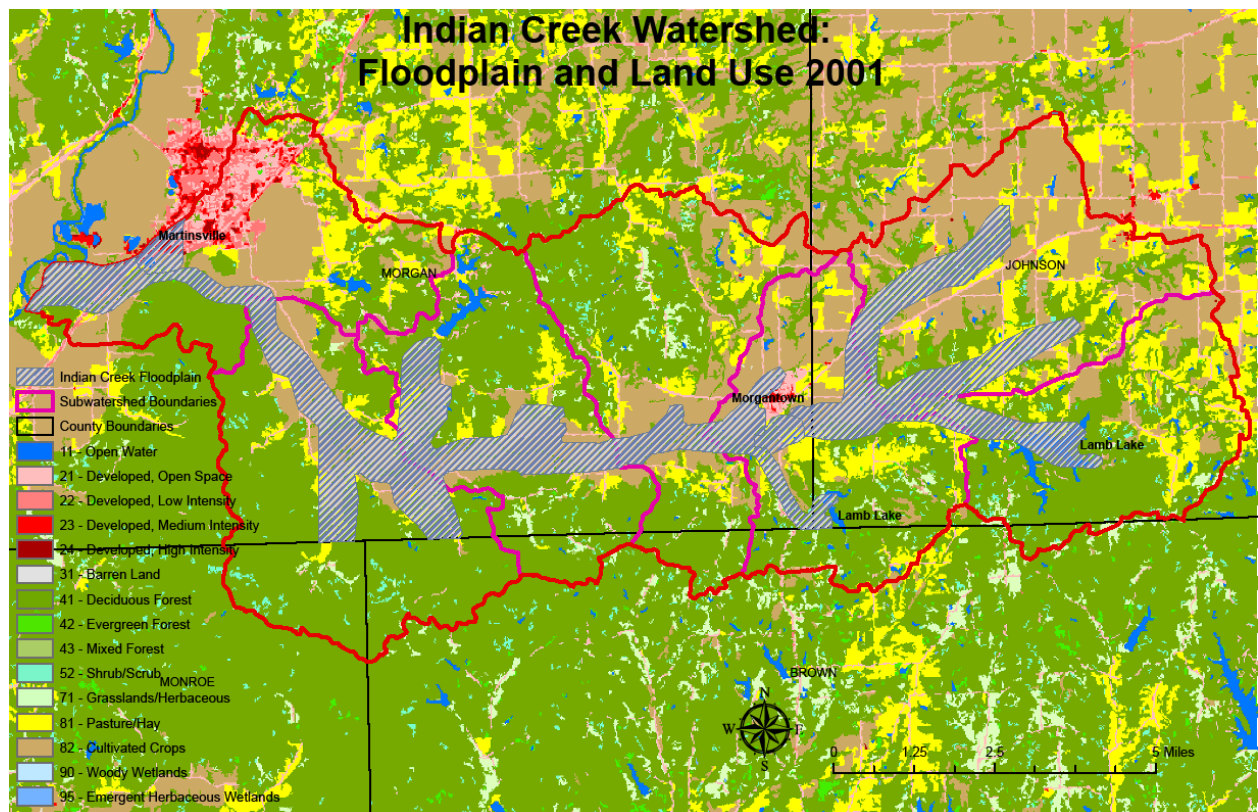 Indian Creek Watershed:
Floodplain and Land Use 2001
Martinsville
MORGAN
JOHNSON
Indian Creek Floodplain
Subwatershed Boundaries
Morgantown
County Boundaries
11 - Open Water
Lamb Lake
21 - Developed, Open Space
22 - Developed, Low Intensity
23 - Developed, Medium Intensity
Lamb Lake
24 - Developed, High Intensity
31 - Barren Land
41 - Deciduous Forest
42 - Evergreen Forest
43 - Mixed Forest
52 - Shrub/Scrub
MONROE
BROWN
71 - Grasslands/Herbaceous
81 - Pasture/Hay
82 - Cultivated Crops
90 - Woody Wetlands
95 - Emergent Herbaceous Wetlands
N
W E
S
0 1.25 2.5 5 Miles